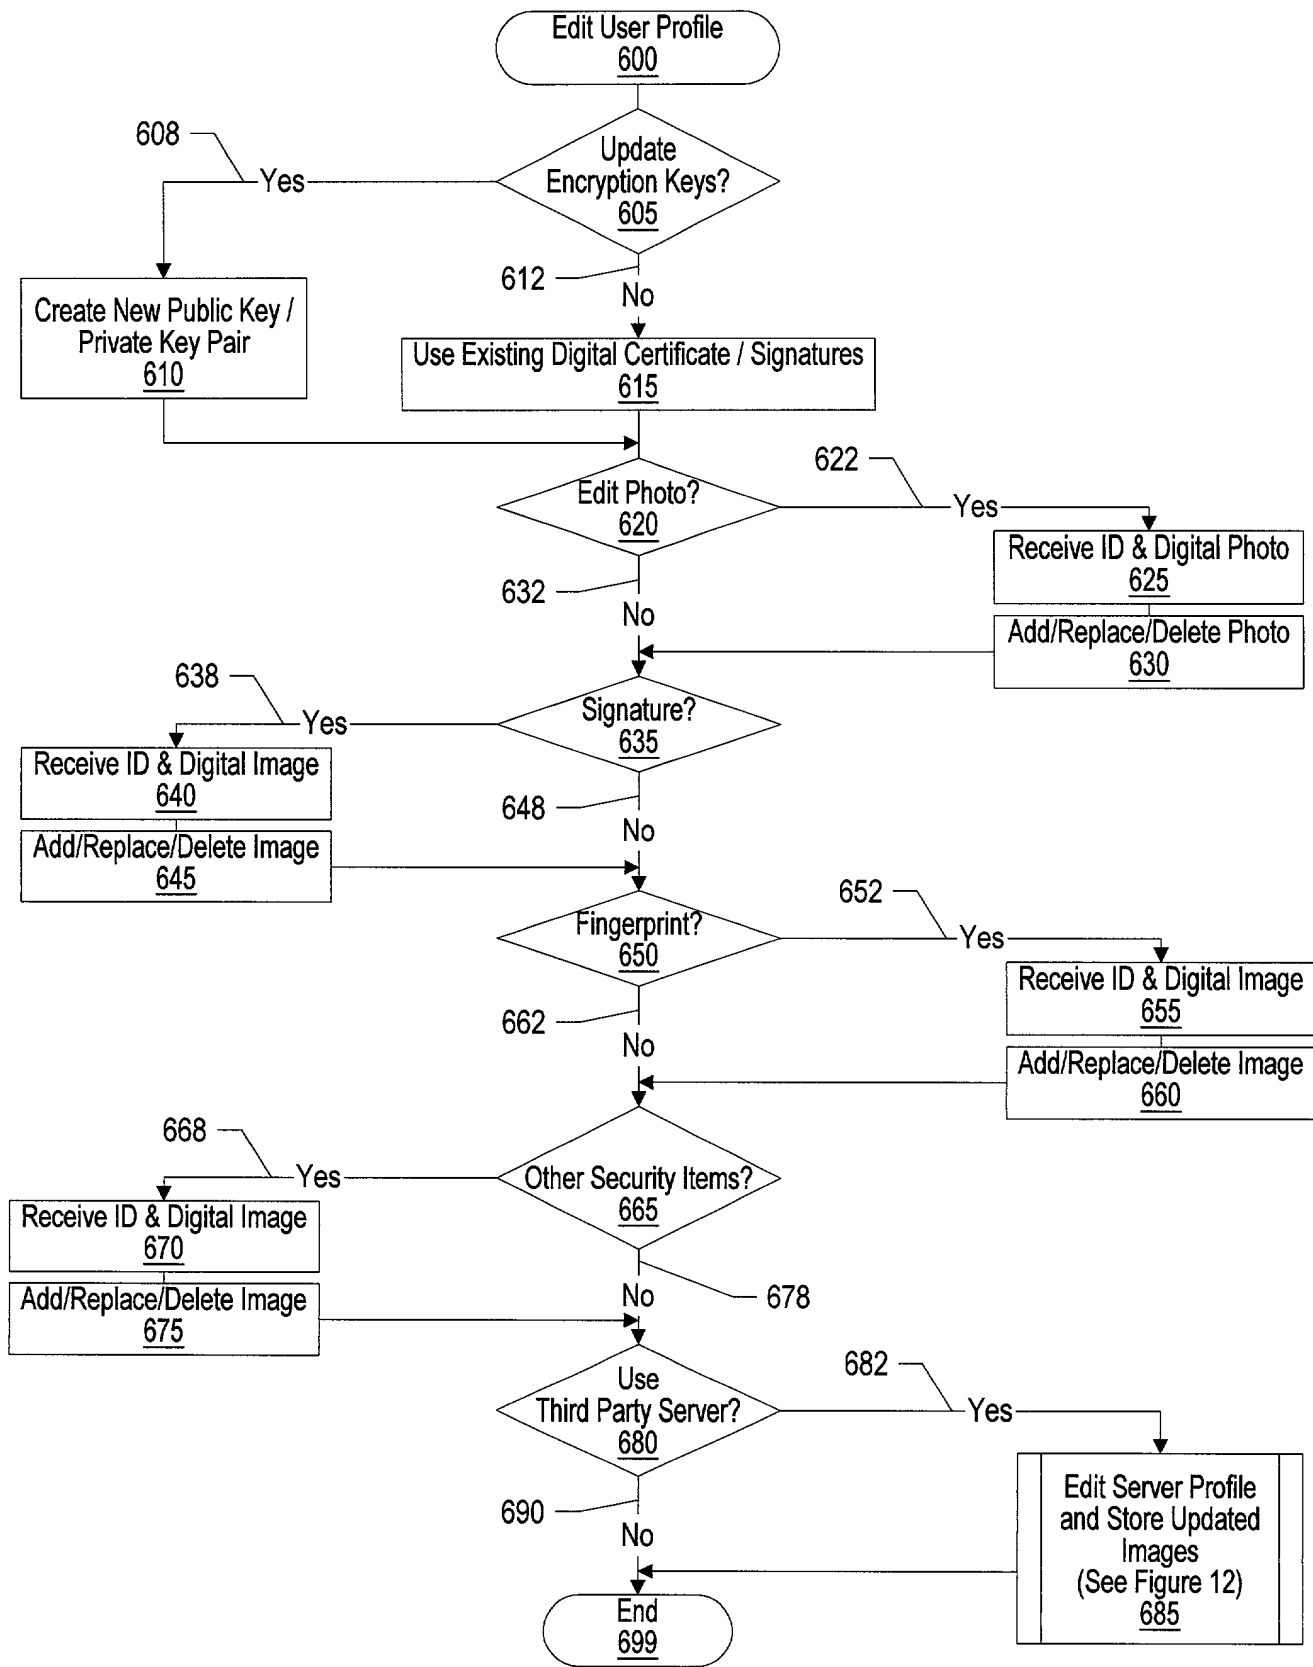 Edit User Profile
600
608
Yes
Update
Encryption Keys?
605
612
No
Create New Public Key /
Private Key Pair
610
Use Existing Digital Certificate / Signatures
615
622
Edit Photo?
620
Yes
Receive ID & Digital Photo
625
632
No
Add/Replace/Delete Photo
630
638
Yes
Signature?
635
Receive ID & Digital Image
640
648
No
Add/Replace/Delete Image
645
652
Fingerprint?
650
Yes
Receive ID & Digital Image
655
662
No
Add/Replace/Delete Image
660
668
Yes
Other Security Items?
665
Receive ID & Digital Image
670
678
No
Add/Replace/Delete Image
675
682
Use
Third Party Server?
680
Yes
690
No
Edit Server Profile
and Store Updated
Images
(See Figure 12)
685
End
699